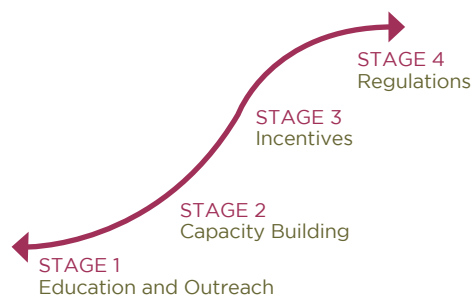 STAGE 4
Regulations
STAGE 3
Incentives
STAGE 2
Capacity Building
STAGE 1
Education and Outreach